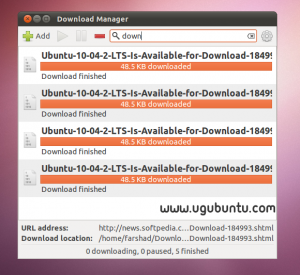 Download Manager
Add
down
Ubuntu-10-04-2-LTS-Is-Available-for-Download-184993
48.5 KB downloaded
Download finished
Ubuntu-10-04-2-LTS-Is-Available-for-Download-18499
48.5 KB downloaded
Download finished
Ubuntu-10-04-2-LTS-Is-Available-for-Download-184993
48.5 KB downloaded
Download finished
Ubuntu-10-04-2-LTS-Is-Available-for-Download-184993
48.5 KB downloaded
Download finished
www.ugubuntu.com
URL address: http://news.softpedia.c...Download-184993.shtml
Download location: /home/farshad/Downlo...Download-184993.shtml
0 downloading, 0 paused, 5 finished